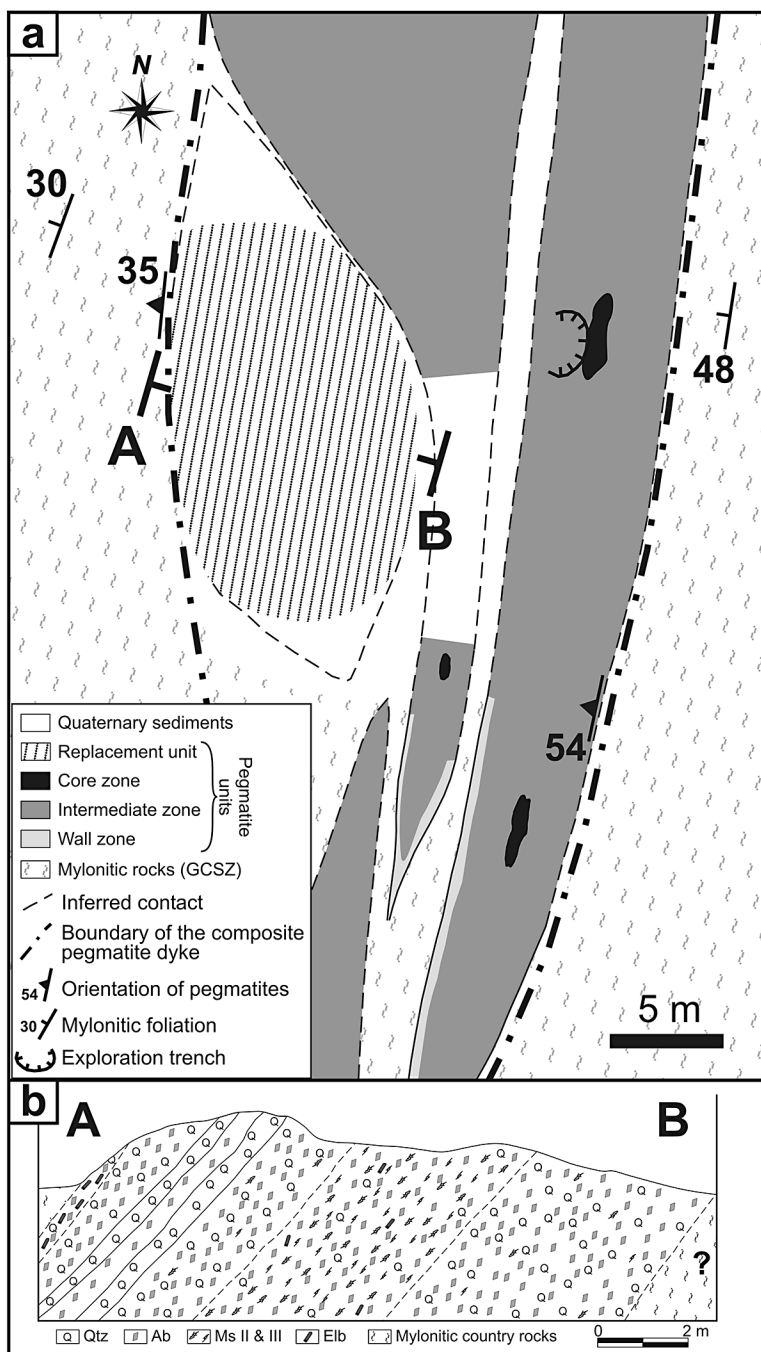 a
N
30
35
48
A
B
54
Quaternary sediments
Replacement unit
Core zone
Intermediate zone
Wall zone
Pegmatite
units
Mylonitic rocks (GCSZ)
Inferred contact
Boundary of the composite
pegmatite dyke
54 Orientation of pegmatites
30 Mylonitic foliation
Exploration trench
5 m
b
A
B
?
Q Qtz Ab Ms II & III Elb Mylonitic country rocks
0 2 m